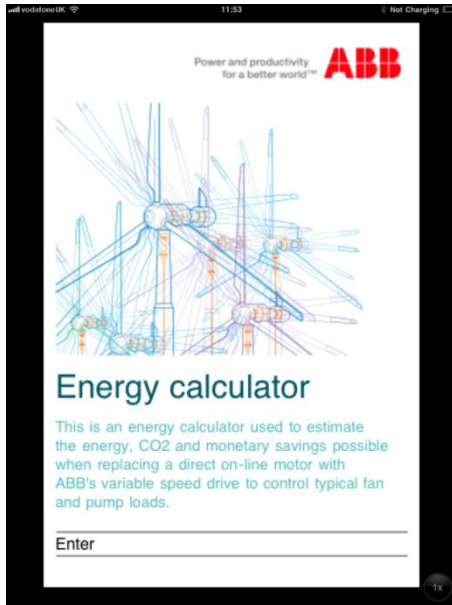 vodafone UK 11:53 Not Charging
Power and productivity
for a better world™
ABB
Energy calculator
This is an energy calculator used to estimate
the energy, CO2 and monetary savings possible
when replacing a direct on-line motor with
ABB's variable speed drive to control typical fan
and pump loads.
Enter
1x